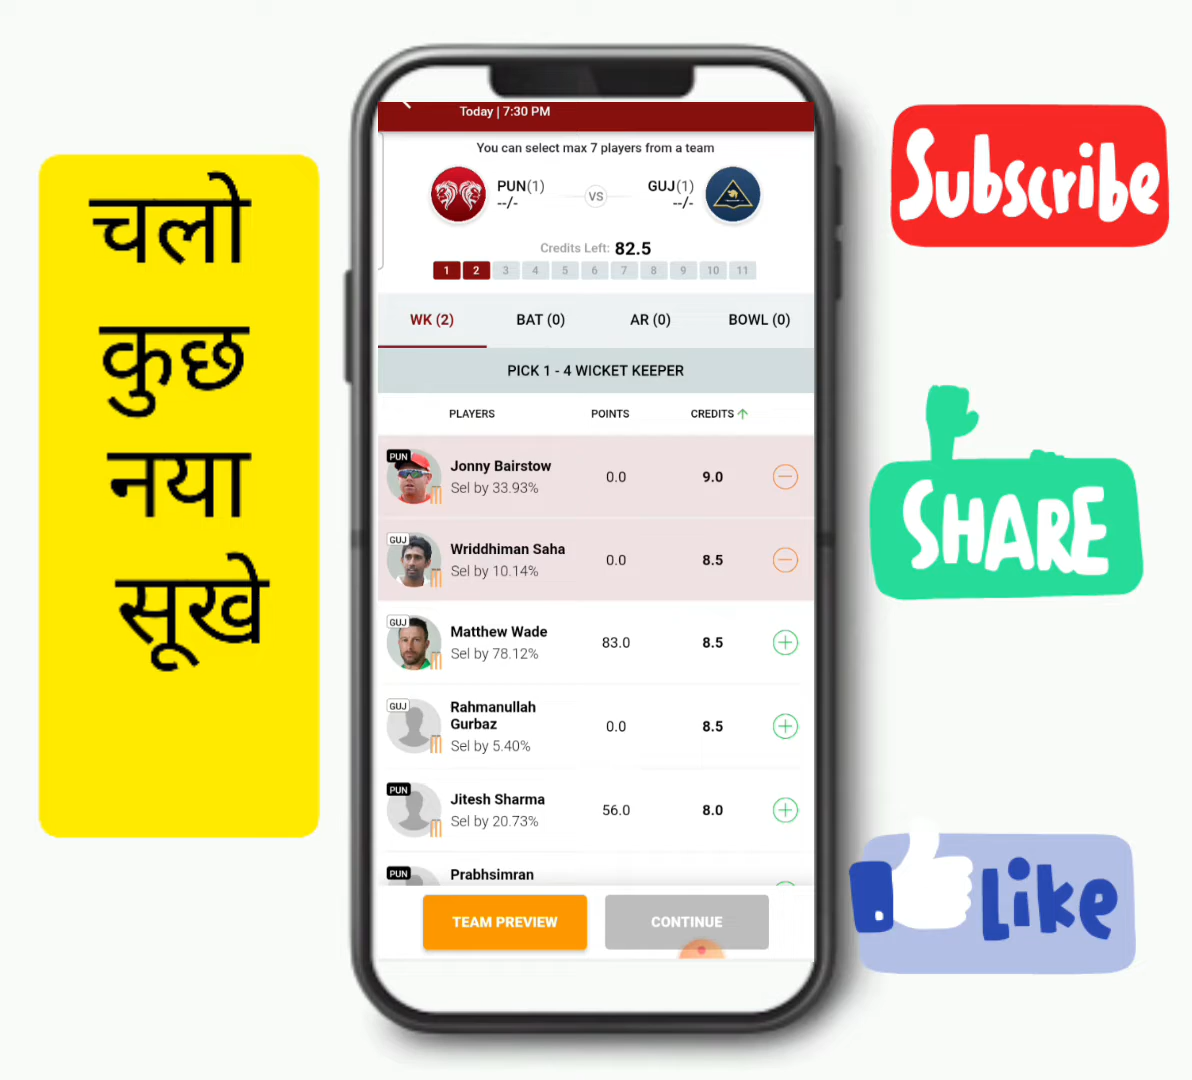 चलो
कुछ
नया
सूखे
Today | 7:30 PM
You can select max 7 players from a team
PUN(1)
--/-
VS
GUJ(1)
--/-
Credits Left: 82.5
1 2 3 4 5 6 7 8 9 10 11
WK (2) BAT (0) AR (0) BOWL (0)
PICK 1 - 4 WICKET KEEPER
PLAYERS POINTS CREDITS
PUN
Jonny Bairstow
Sel by 33.93%
0.0 9.0
GUJ
Wriddhiman Saha
Sel by 10.14%
0.0 8.5
GUJ
Matthew Wade
Sel by 78.12%
83.0 8.5
GUJ
Rahmanullah
Gurbaz
Sel by 5.40%
0.0 8.5
PUN
Jitesh Sharma
Sel by 20.73%
56.0 8.0
PUN
Prabhsimran
TEAM PREVIEW CONTINUE
Subscribe
SHARE
Like